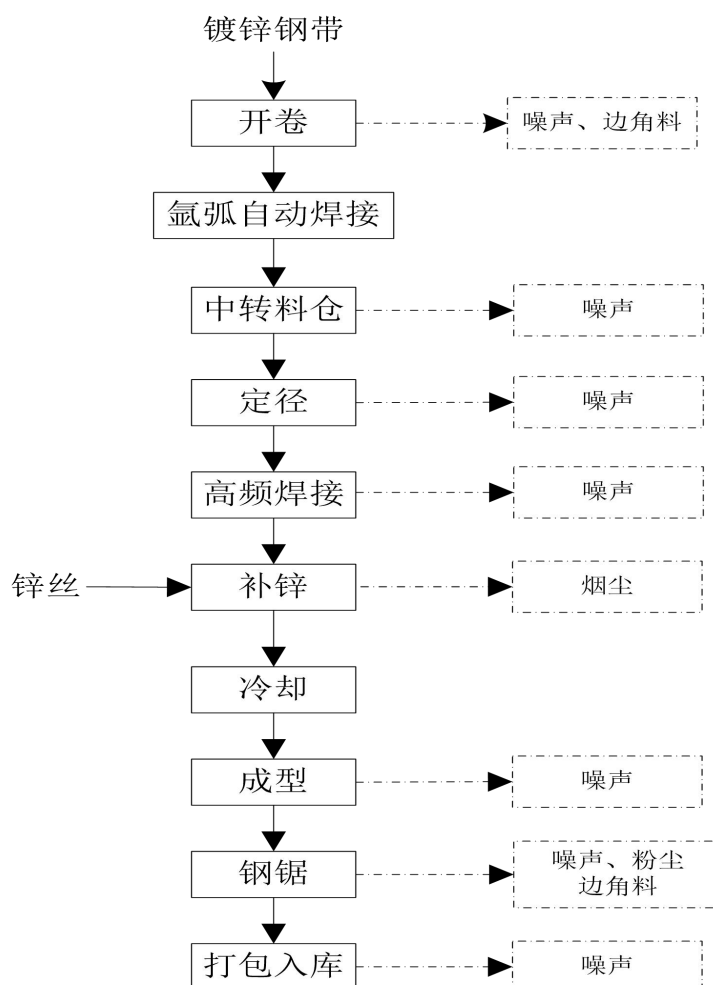 镀锌钢带
开卷
噪声、边角料
氩弧自动焊接
中转料仓
噪声
定径
噪声
高频焊接
噪声
锌丝
补锌
烟尘
冷却
成型
噪声
钢锯
噪声、粉尘
边角料
打包入库
噪声